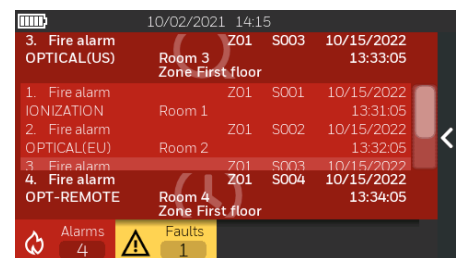 10/02/2021 14:15
3. Fire alarm Z01 S003 10/15/2022
OPTICAL(US) Room 3 13:33:05
Zone First floor
1. Fire alarm Z01 S001 10/15/2022
IONIZATION Room 1 13:31:05
2. Fire alarm Z01 S002 10/15/2022
OPTICAL(EU) Room 2 13:32:05
3. Fire alarm Z01 S003 10/15/2022
4. Fire alarm Z01 S004 10/15/2022
OPT-REMOTE Room 4 13:34:05
Zone First floor
Alarms Faults
4 1